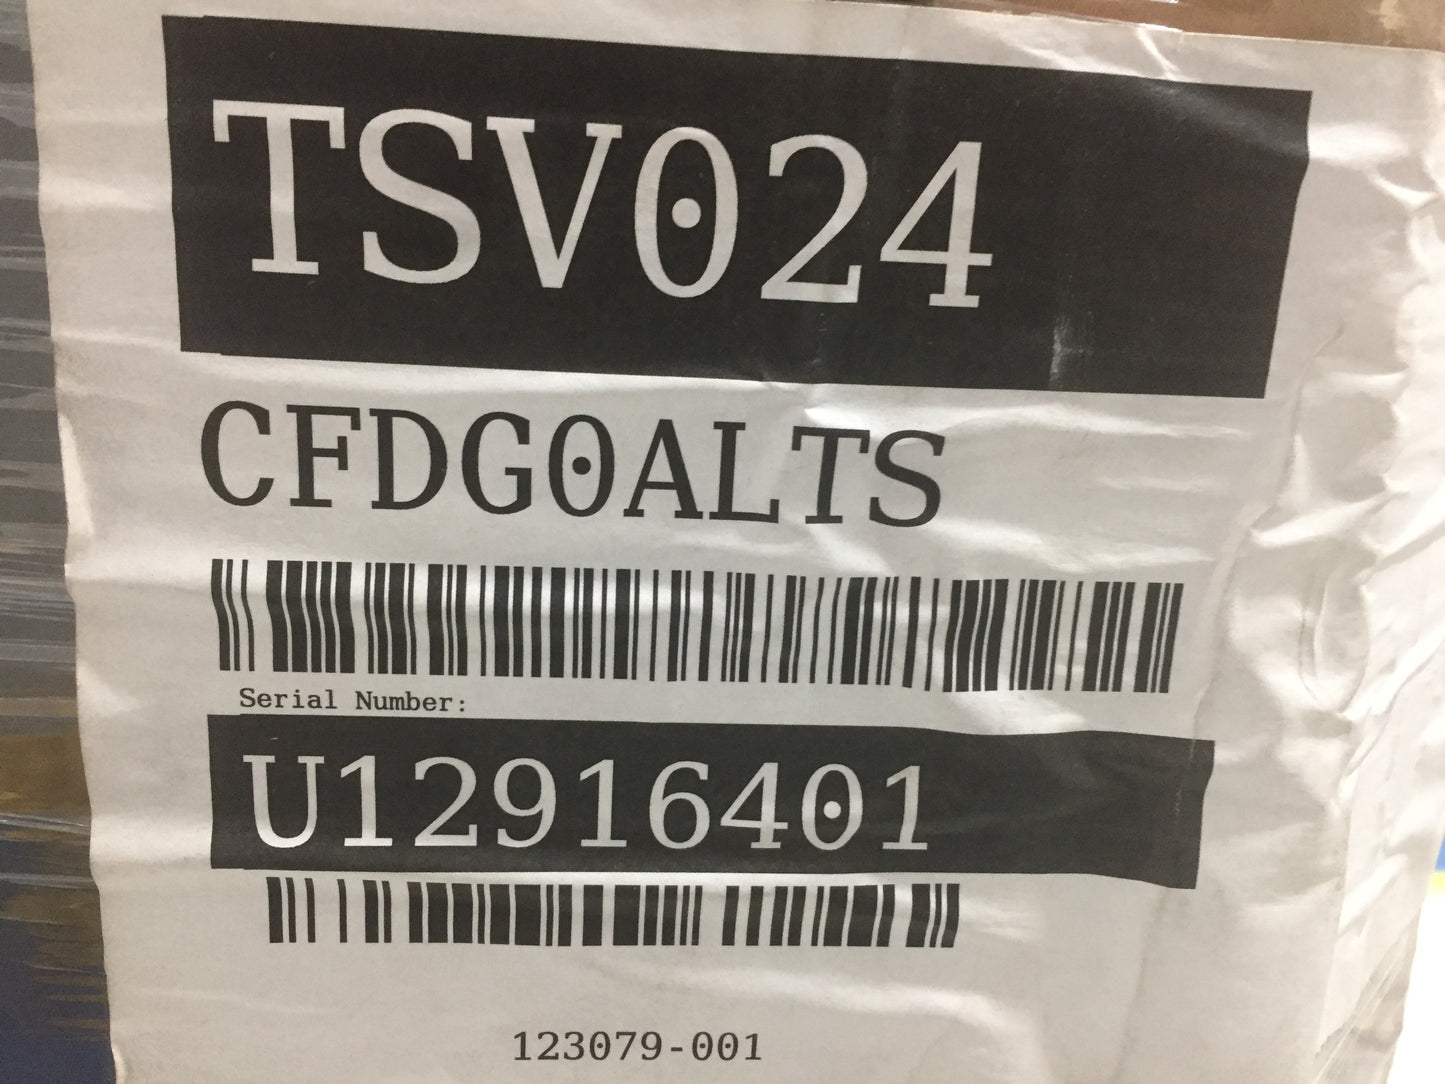 TSV024
CFDG0ALTS
Serial Number:
U12916401
123079-001